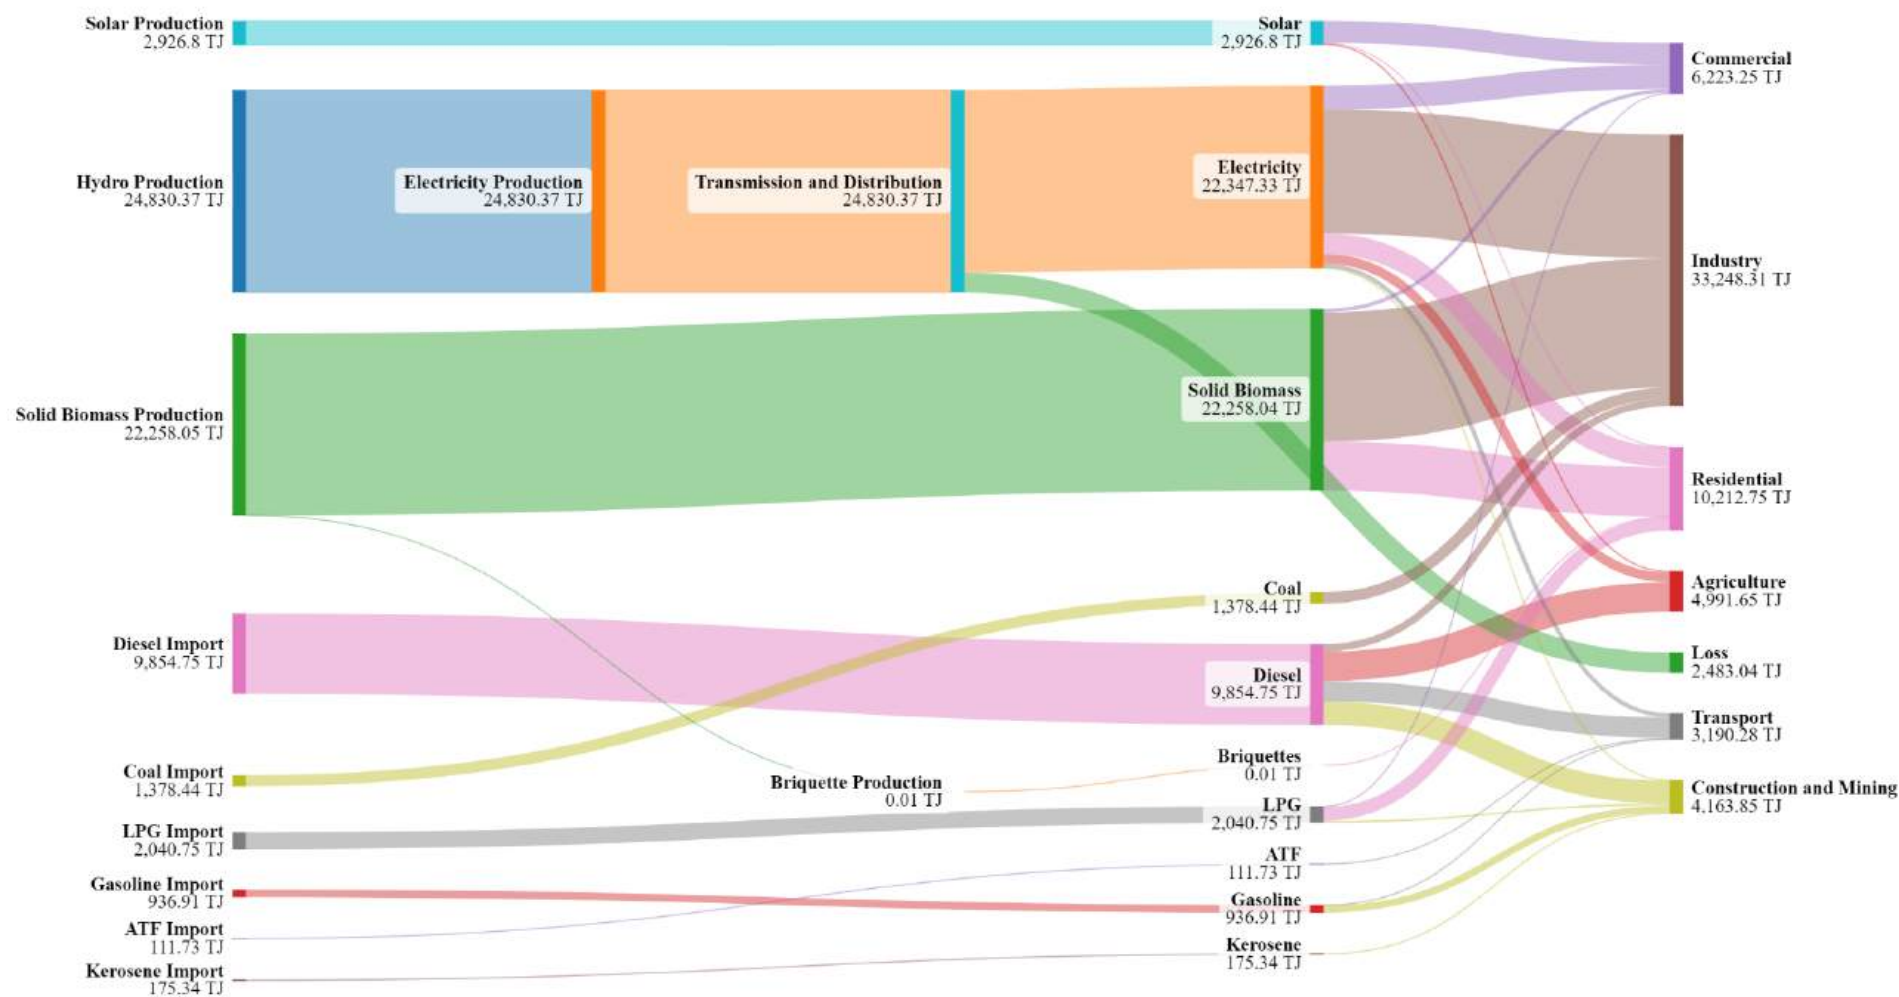 Solar Production
2,926.8 TJ
Solar
2,926.8 TJ
Commercial
6,223.25 TJ
Hydro Production
24,830.37 TJ
Electricity Production
24,830.37 TJ
Transmission and Distribution
24,830.37 TJ
Electricity
22,347.33 TJ
Industry
33,248.31 TJ
Solid Biomass Production
22,258.05 TJ
Solid Biomass
22,258.04 TJ
Residential
10,212.75 TJ
Coal
1,378.44 TJ
Agriculture
4,991.65 TJ
Diesel Import
9,854.75 TJ
Diesel
9,854.75 TJ
Loss
2,483.04 TJ
Transport
3,190.28 TJ
Coal Import
1,378.44 TJ
Briquette Production
0.01 TJ
Briquettes
0.01 TJ
Construction and Mining
4,163.85 TJ
LPG Import
2,040.75 TJ
LPG
2,040.75 TJ
ATF
111.73 TJ
Gasoline Import
936.91 TJ
Gasoline
936.91 TJ
ATF Import
111.73 TJ
Kerosene
175.34 TJ
Kerosene Import
175.34 TJ